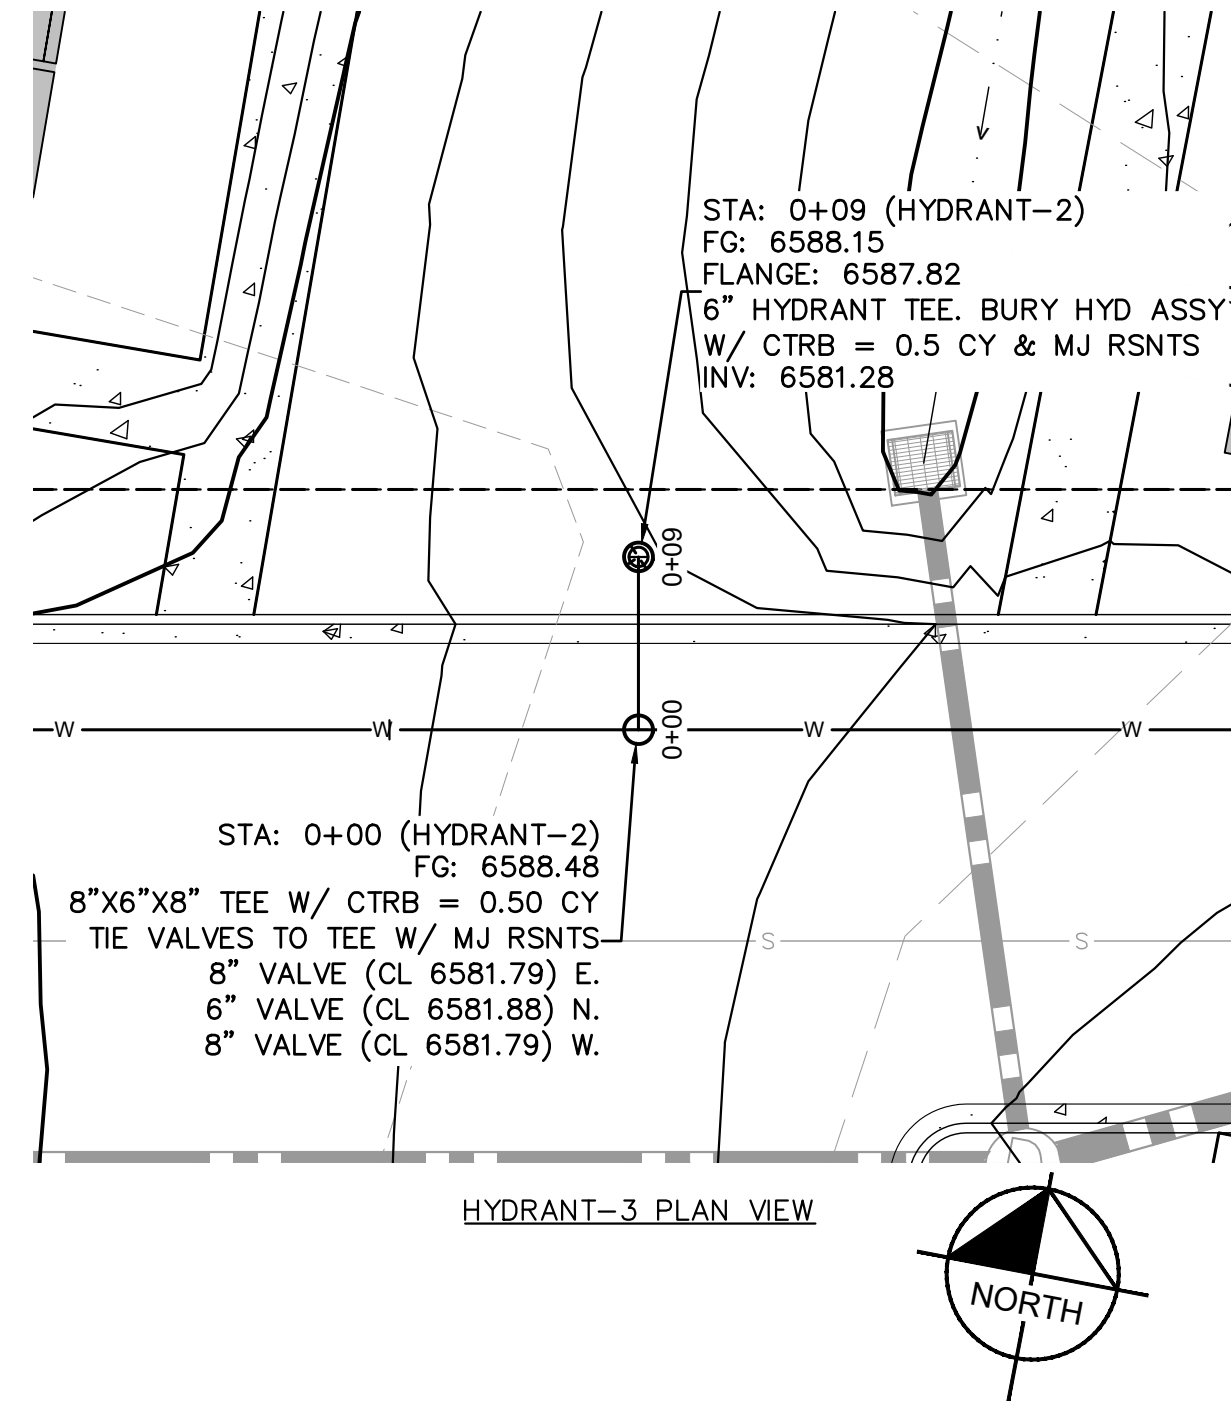 STA: 0+09 (HYDRANT-2)
FG: 6588.15
FLANGE: 6587.82
6” HYDRANT TEE. BURY HYD ASSY
W/ CTRB = 0.5 CY & MJ RSNTS
INV: 6581.28
0+09
W W W W
0+00
STA: 0+00 (HYDRANT-2)
FG: 6588.48
8”X6”X8” TEE W/ CTRB = 0.50 CY
TIE VALVES TO TEE W/ MJ RSNTS
8” VALVE (CL 6581.79) E.
6” VALVE (CL 6581.88) N.
8” VALVE (CL 6581.79) W.
S S
HYDRANT-3 PLAN VIEW
NORTH